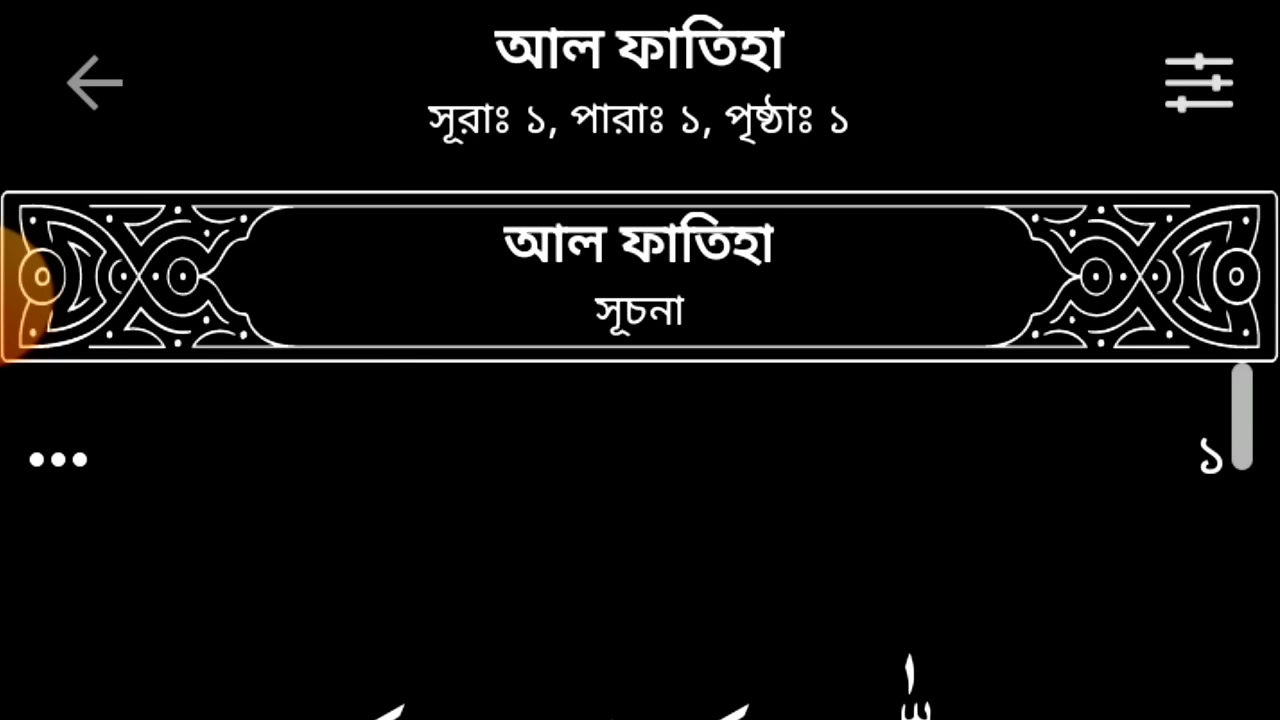 আল ফাতিহা
সূরাঃ ১, পারাঃ ১, পৃষ্ঠাঃ ১
আল ফাতিহা
সূচনা
১